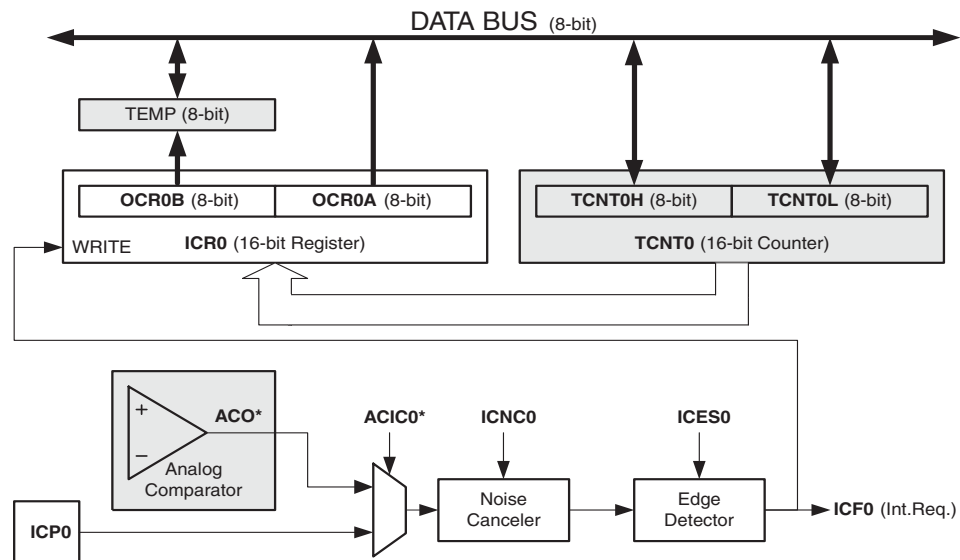 DATA BUS (8-bit)
TEMP (8-bit)
OCR0B (8-bit) OCR0A (8-bit)
WRITE ICR0 (16-bit Register)
TCNT0H (8-bit) TCNT0L (8-bit)
TCNT0 (16-bit Counter)
+
−
ACO*
Analog
Comparator
ACIC0*
ICNC0
ICES0
ICP0
Noise
Canceler
Edge
Detector
ICF0 (Int.Req.)